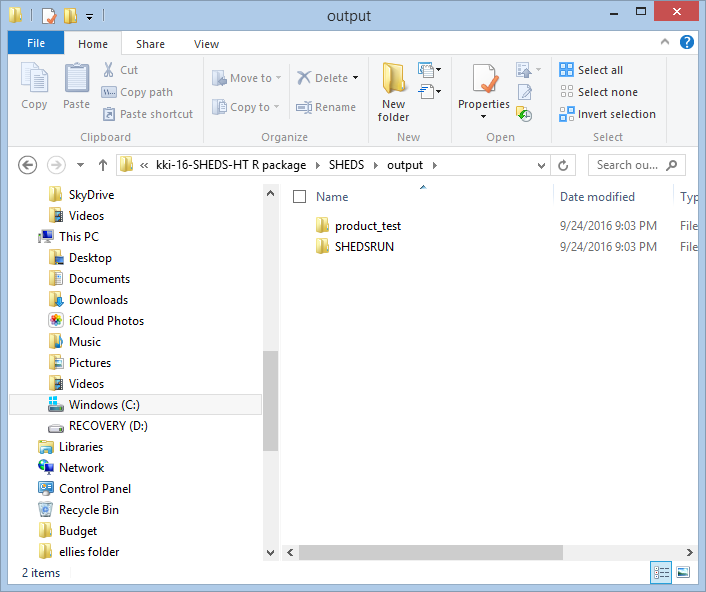 output
File Home Share View
Copy Paste Cut Copy path Paste shortcut Clipboard
Move to Copy to Delete Rename Organize
New folder New
Properties Open
Select all Select none Invert selection Select
« kki-16-SHEDS-HT R package SHEDS output Search ou...
SkyDrive
Videos
This PC
Desktop
Documents
Downloads
iCloud Photos
Music
Pictures
Videos
Windows (C:)
RECOVERY (D:)
Libraries
Network
Control Panel
Recycle Bin
Budget
ellies folder
Name Date modified Typ
product_test 9/24/2016 9:03 PM File
SHEDSRUN 9/24/2016 9:03 PM File
2 items